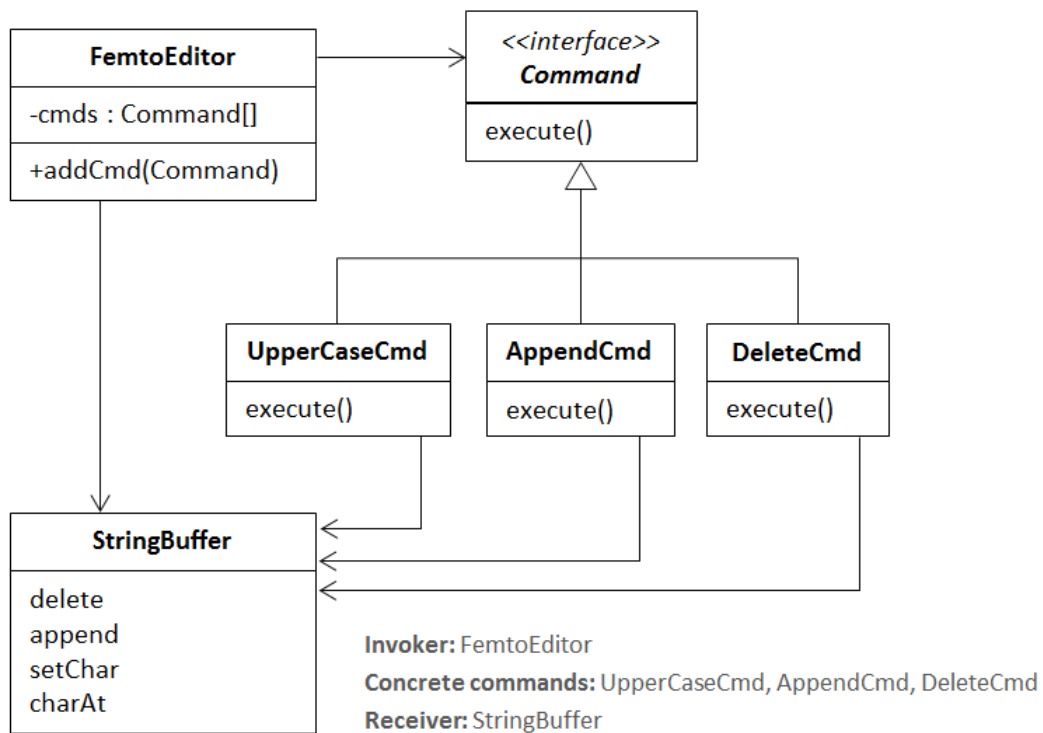 FemtoEditor
-cmds : Command[]
+addCmd(Command)
<<interface>>
Command
execute()
UpperCaseCmd
execute()
AppendCmd
execute()
DeleteCmd
execute()
StringBuffer
delete
append
setChar
charAt
Invoker: FemtoEditor
Concrete commands: UpperCaseCmd, AppendCmd, DeleteCmd
Receiver: StringBuffer